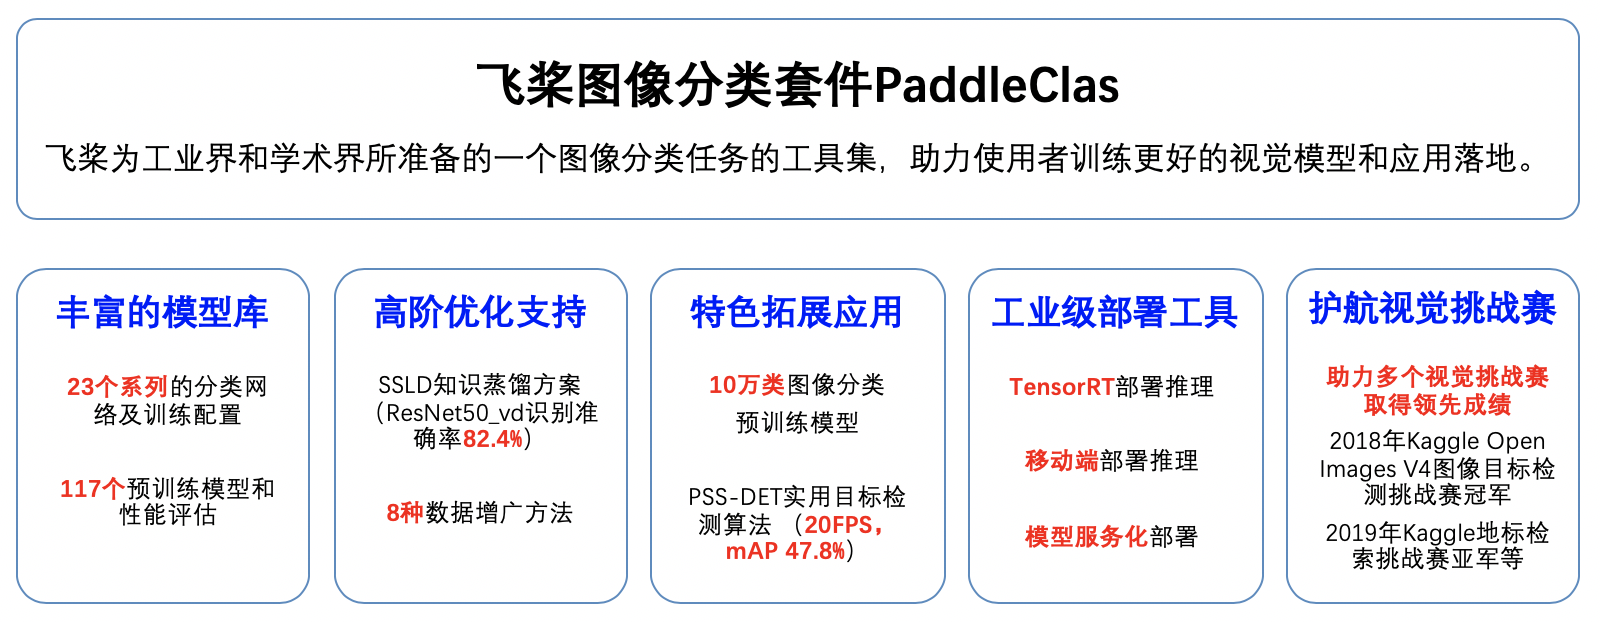 飞桨图像分类套件PaddleClas
飞桨为工业界和学术界所准备的一个图像分类任务的工具集，助力使用者训练更好的视觉模型和应用落地。
丰富的模型库
23个系列的分类网
络及训练配置
117个预训练模型和
性能评估
高阶优化支持
SSLD知识蒸馏方案
（ResNet50_vd识别准
确率82.4%）
8种数据增广方法
特色拓展应用
10万类图像分类
预训练模型
PSS-DET实用目标检
测算法 （20FPS，
mAP 47.8%）
工业级部署工具
TensorRT部署推理
移动端部署推理
模型服务化部署
护航视觉挑战赛
助力多个视觉挑战赛
取得领先成绩
2018年Kaggle Open
Images V4图像目标检
测挑战赛冠军
2019年Kaggle地标检
索挑战赛亚军等